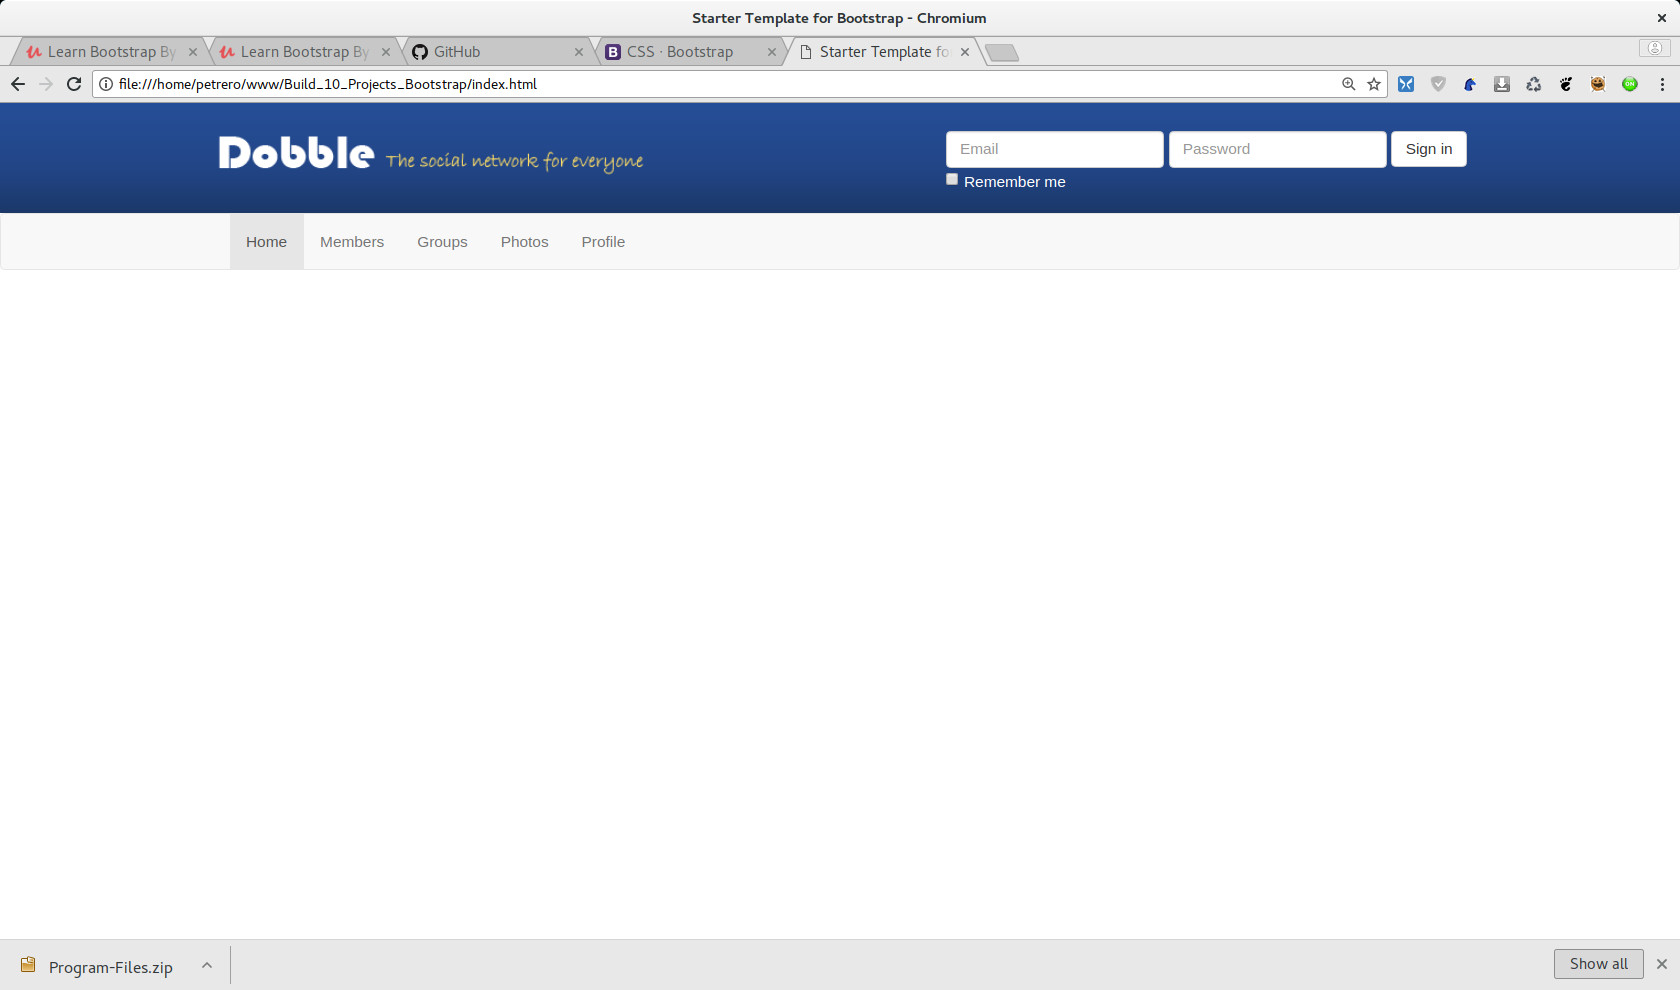 Starter Template for Bootstrap - Chromium
Learn Bootstrap By
Learn Bootstrap By
GitHub
CSS · Bootstrap
Starter Template fo
file:///home/petrero/www/Build_10_Projects_Bootstrap/index.html
Dobble The social network for everyone
Email
Password
Sign in
Remember me
Home
Members
Groups
Photos
Profile
Program-Files.zip
Show all